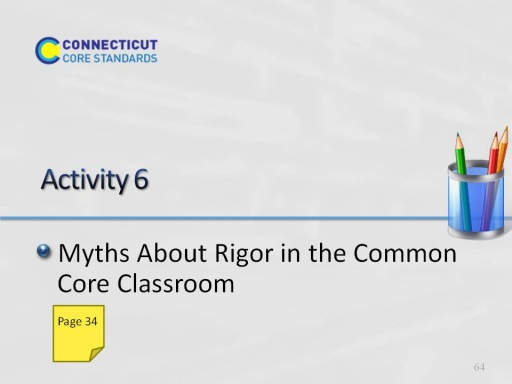 CONNECTICUT
CORE STANDARDS
Activity 6
Myths About Rigor in the Common
Core Classroom
Page 34
64